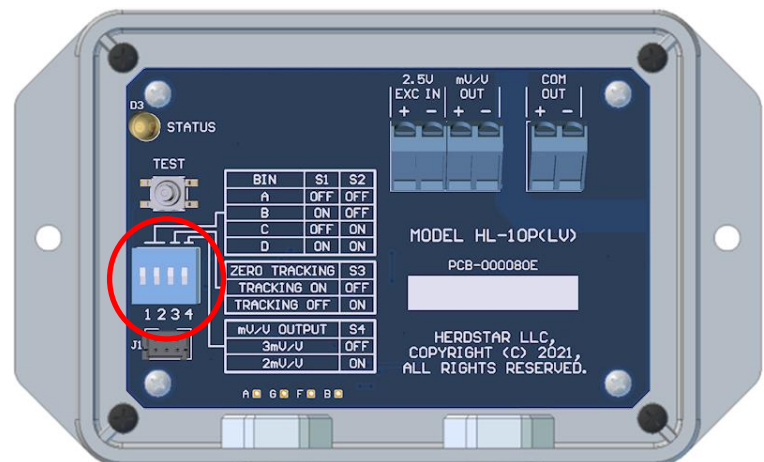 2.5V mV/V COM
EXC IN OUT OUT
+ - + - + -
D3
STATUS
TEST
BIN S1 S2
A OFF OFF
B ON OFF
C OFF ON
D ON ON
ZERO TRACKING S3
TRACKING ON OFF
TRACKING OFF ON
mV/V OUTPUT S4
3mV/V OFF
2mV/V ON
1 2 3 4
J1
A G F B
MODEL HL-10P(LV)
PCB-000080E
HERDSTAR LLC,
COPYRIGHT (C) 2021,
ALL RIGHTS RESERVED.